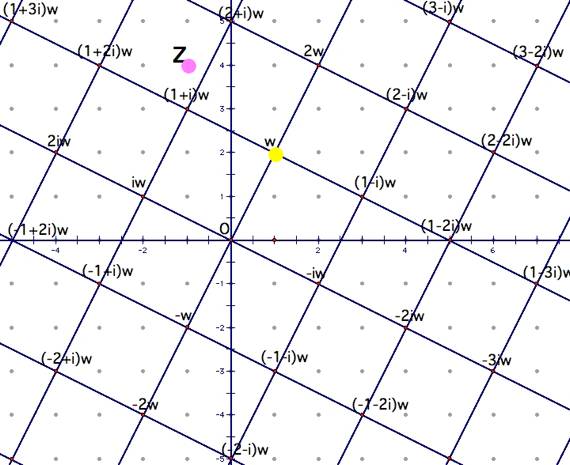 (1+3i)w
(2+i)w
(3-i)w
5
(1+2i)w
Z
2w
(3-2i)w
4
(1+i)w
(2-i)w
3
2iw
w
(2-2i)w
2
iw
(1-i)w
1
(-1+2i)w
O
(1-2i)w
-4
-2
2
4
6
(-1+i)w
-iw
(1-3i)w
-1
-w
-2iw
-2
(-2+i)w
(-1-i)w
-3iw
-3
-2w
(-1-2i)w
-4
(-2-i)w
-5